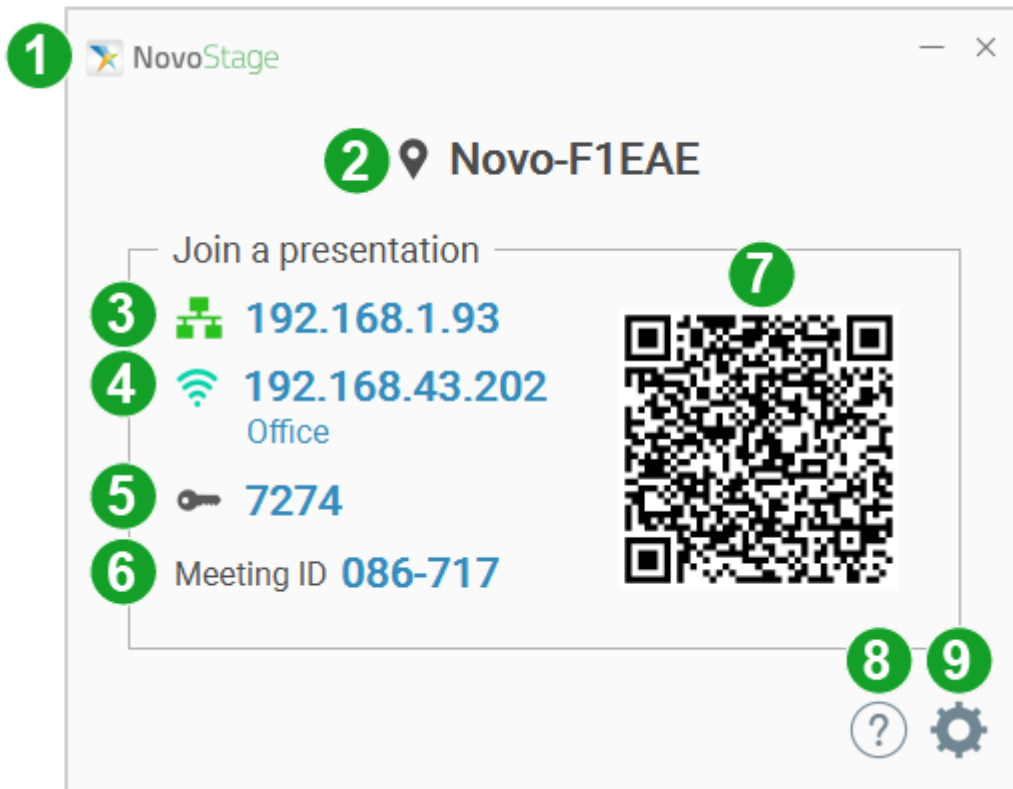 1 NovoStage
2 Novo-F1EAE
Join a presentation
7
3 192.168.1.93
4 192.168.43.202
Office
5 7274
6 Meeting ID 086-717
8 9
?